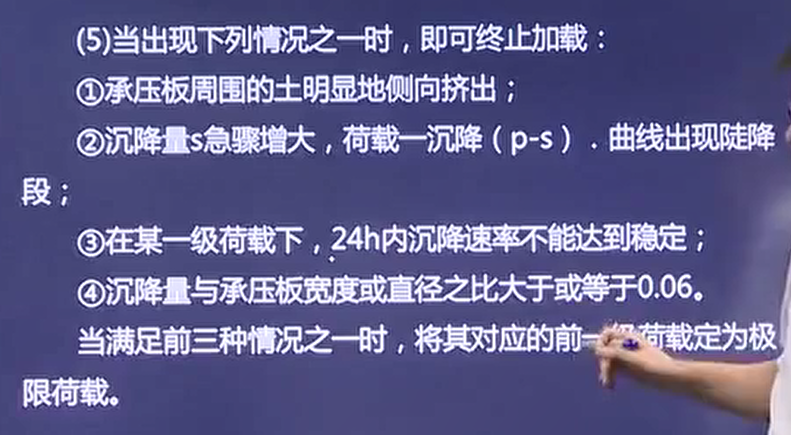 (5)当出现下列情况之一时，即可终止加载：
①承压板周围的土明显地侧向挤出；
②沉降量s急骤增大，荷载一沉降（p-s）．曲线出现陡降
段；
③在某一级荷载下，24h内沉降速率不能达到稳定；
④沉降量与承压板宽度或直径之比大于或等于0.06。
当满足前三种情况之一时，将其对应的前一级荷载定为极
限荷载。